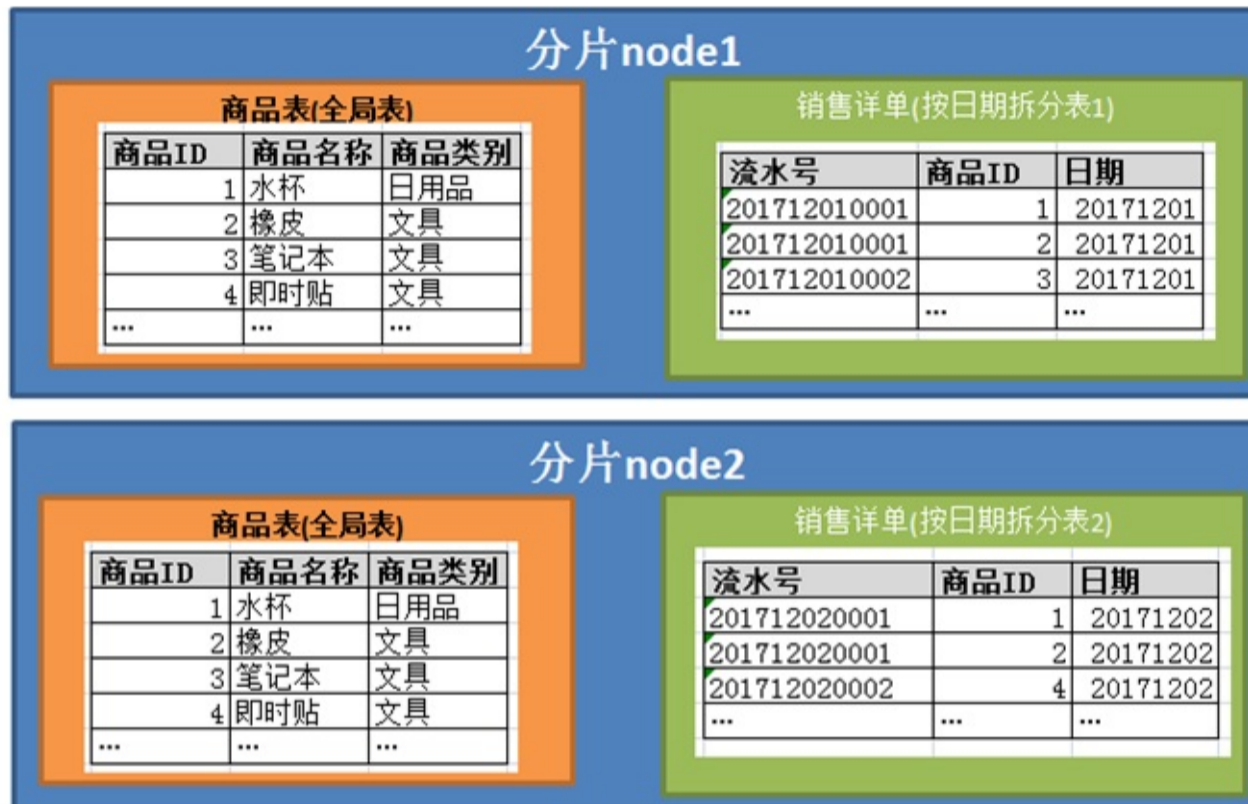 分片node1
商品表(全局表)
商品ID 商品名称 商品类别
1 水杯 日用品
2 橡皮 文具
3 笔记本 文具
4 即时贴 文具
… … …
销售详单(按日期拆分表1)
流水号 商品ID 日期
201712010001 1 20171201
201712010001 2 20171201
201712010002 3 20171201
… … …
分片node2
商品表(全局表)
商品ID 商品名称 商品类别
1 水杯 日用品
2 橡皮 文具
3 笔记本 文具
4 即时贴 文具
… … …
销售详单(按日期拆分表2)
流水号 商品ID 日期
201712020001 1 20171202
201712020001 2 20171202
201712020002 4 20171202
… … …